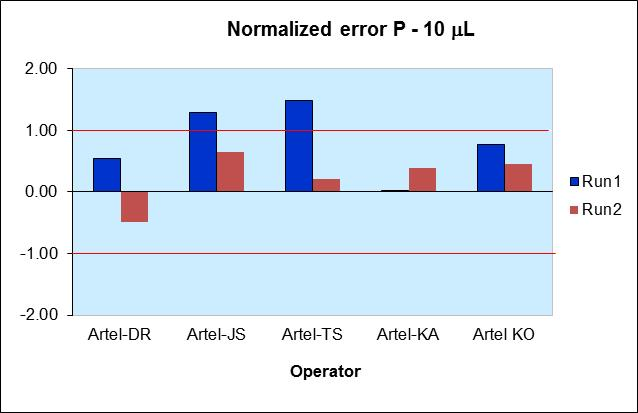 Normalized error P - 10 μL
2.00
1.00
0.00
-1.00
-2.00
Artel-DR Artel-JS Artel-TS Artel-KA Artel KO
Operator
Run1
Run2